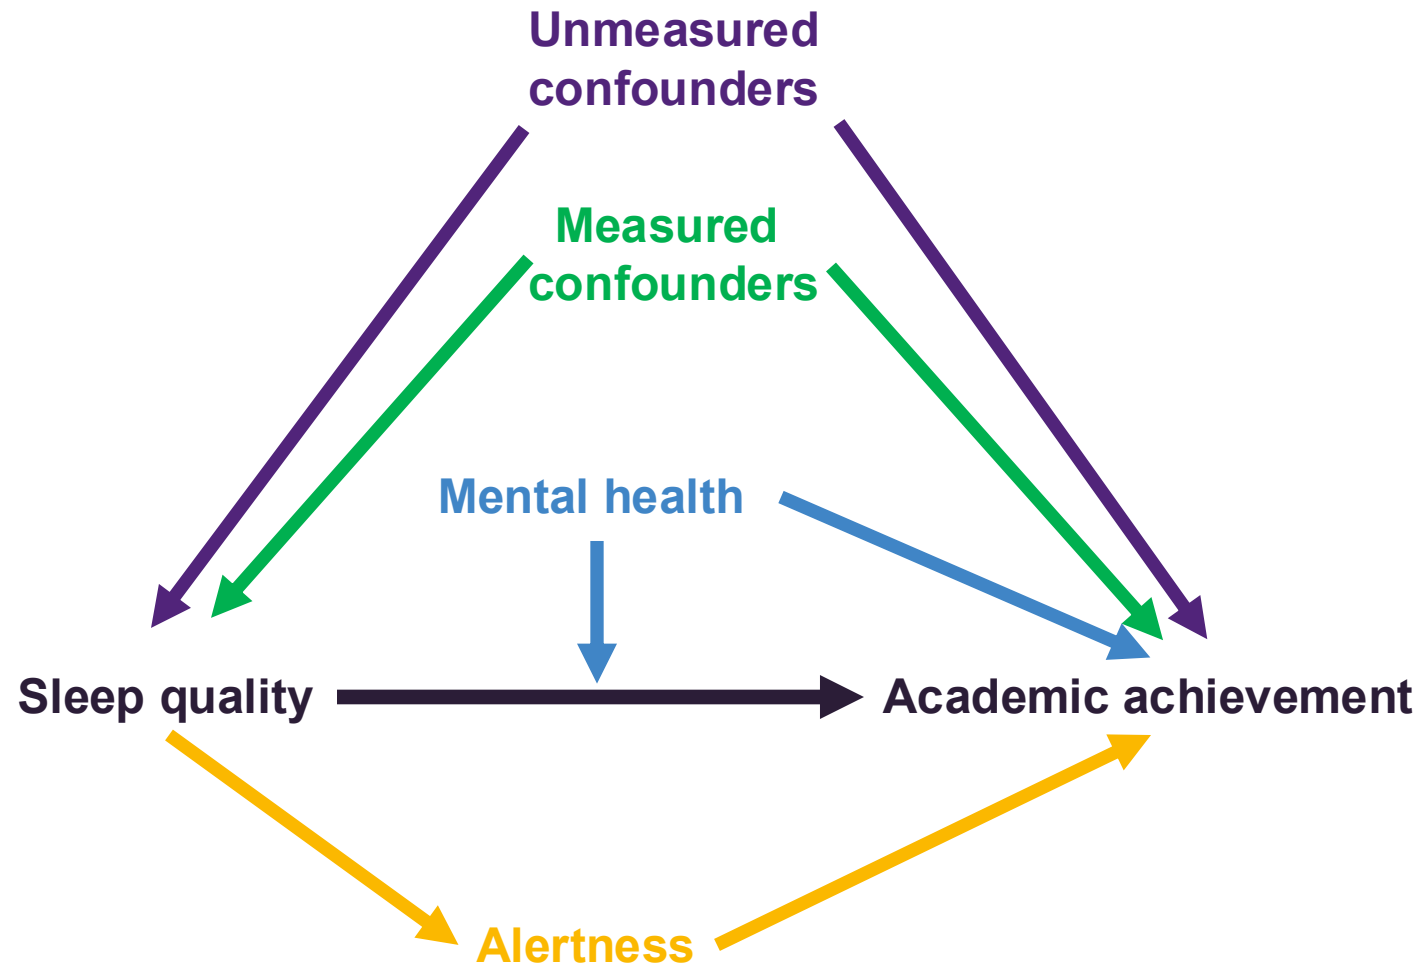 Unmeasured
confounders
Measured
confounders
Mental health
Sleep quality
Academic achievement
Alertness